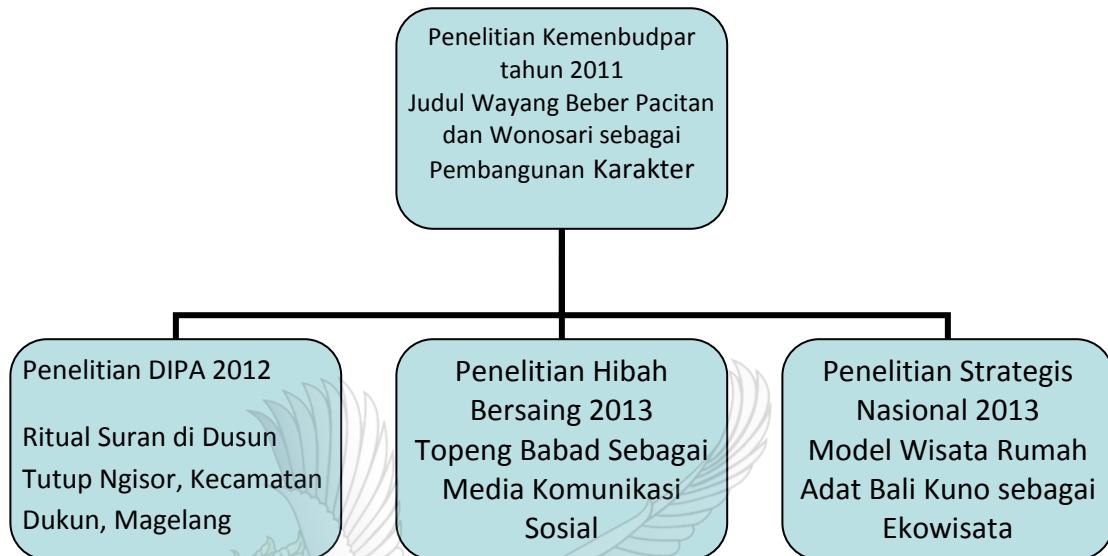 Penelitian Kemenbudpar
tahun 2011
Judul Wayang Beber Pacitan
dan Wonosari sebagai
Pembangunan Karakter
Penelitian DIPA 2012
Ritual Suran di Dusun
Tutup Ngisor, Kecamatan
Dukun, Magelang
Penelitian Hibah
Bersaing 2013
Topeng Babad Sebagai
Media Komunikasi
Sosial
Penelitian Strategis
Nasional 2013
Model Wisata Rumah
Adat Bali Kuno sebagai
Ekowisata